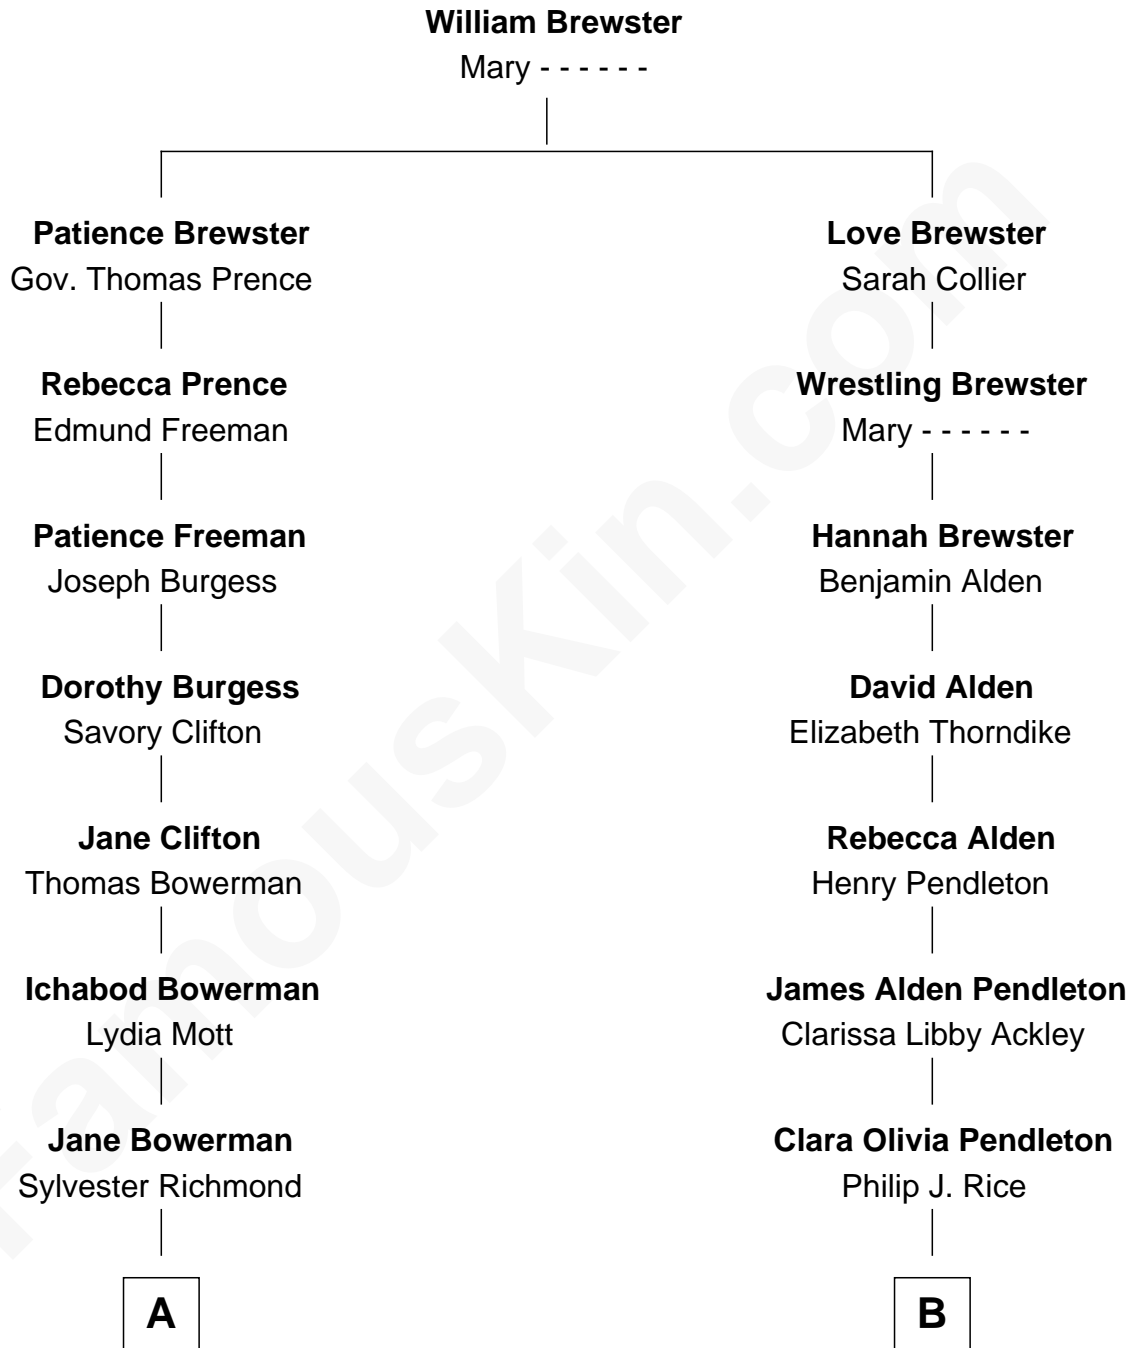 William Brewster
Mary - - - - - -
Patience Brewster
Gov. Thomas Prence
Love Brewster
Sarah Collier
Rebecca Prence
Edmund Freeman
Wrestling Brewster
Mary - - - - - -
Patience Freeman
Joseph Burgess
Hannah Brewster
Benjamin Alden
Dorothy Burgess
Savory Clifton
David Alden
Elizabeth Thorndike
Jane Clifton
Thomas Bowerman
Rebecca Alden
Henry Pendleton
Ichabod Bowerman
Lydia Mott
James Alden Pendleton
Clarissa Libby Ackley
Jane Bowerman
Sylvester Richmond
Clara Olivia Pendleton
Philip J. Rice
A
B
FamousKin.com